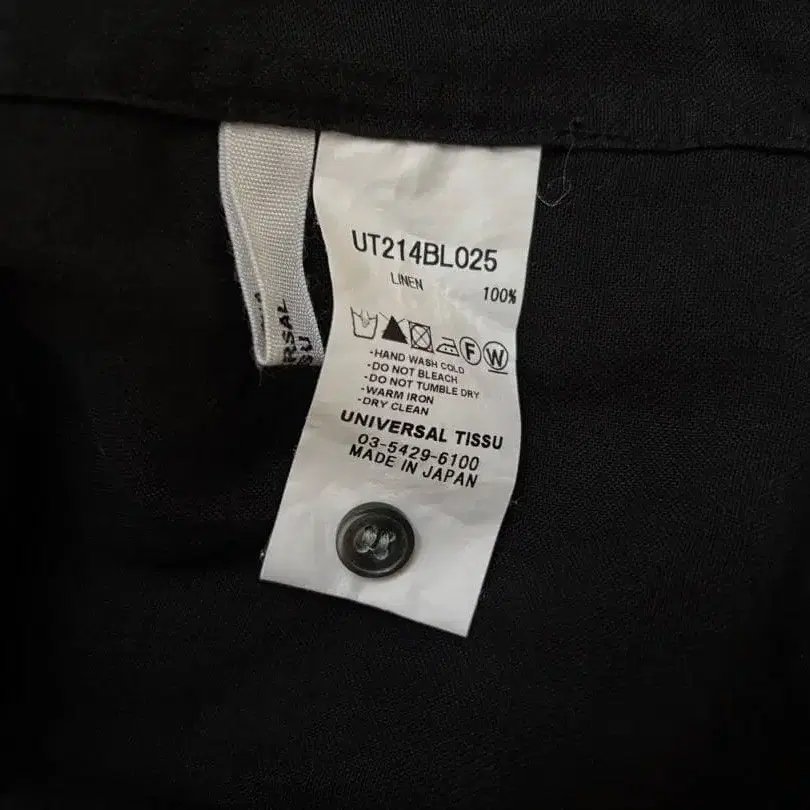 UT214BL025
LINEN
100%
F W
-HAND WASH COLD
-DO NOT BLEACH
-DO NOT TUMBLE DRY
-WARM IRON
-DRY CLEAN
UNIVERSAL TISSU
03-5429-6100
MADE IN JAPAN